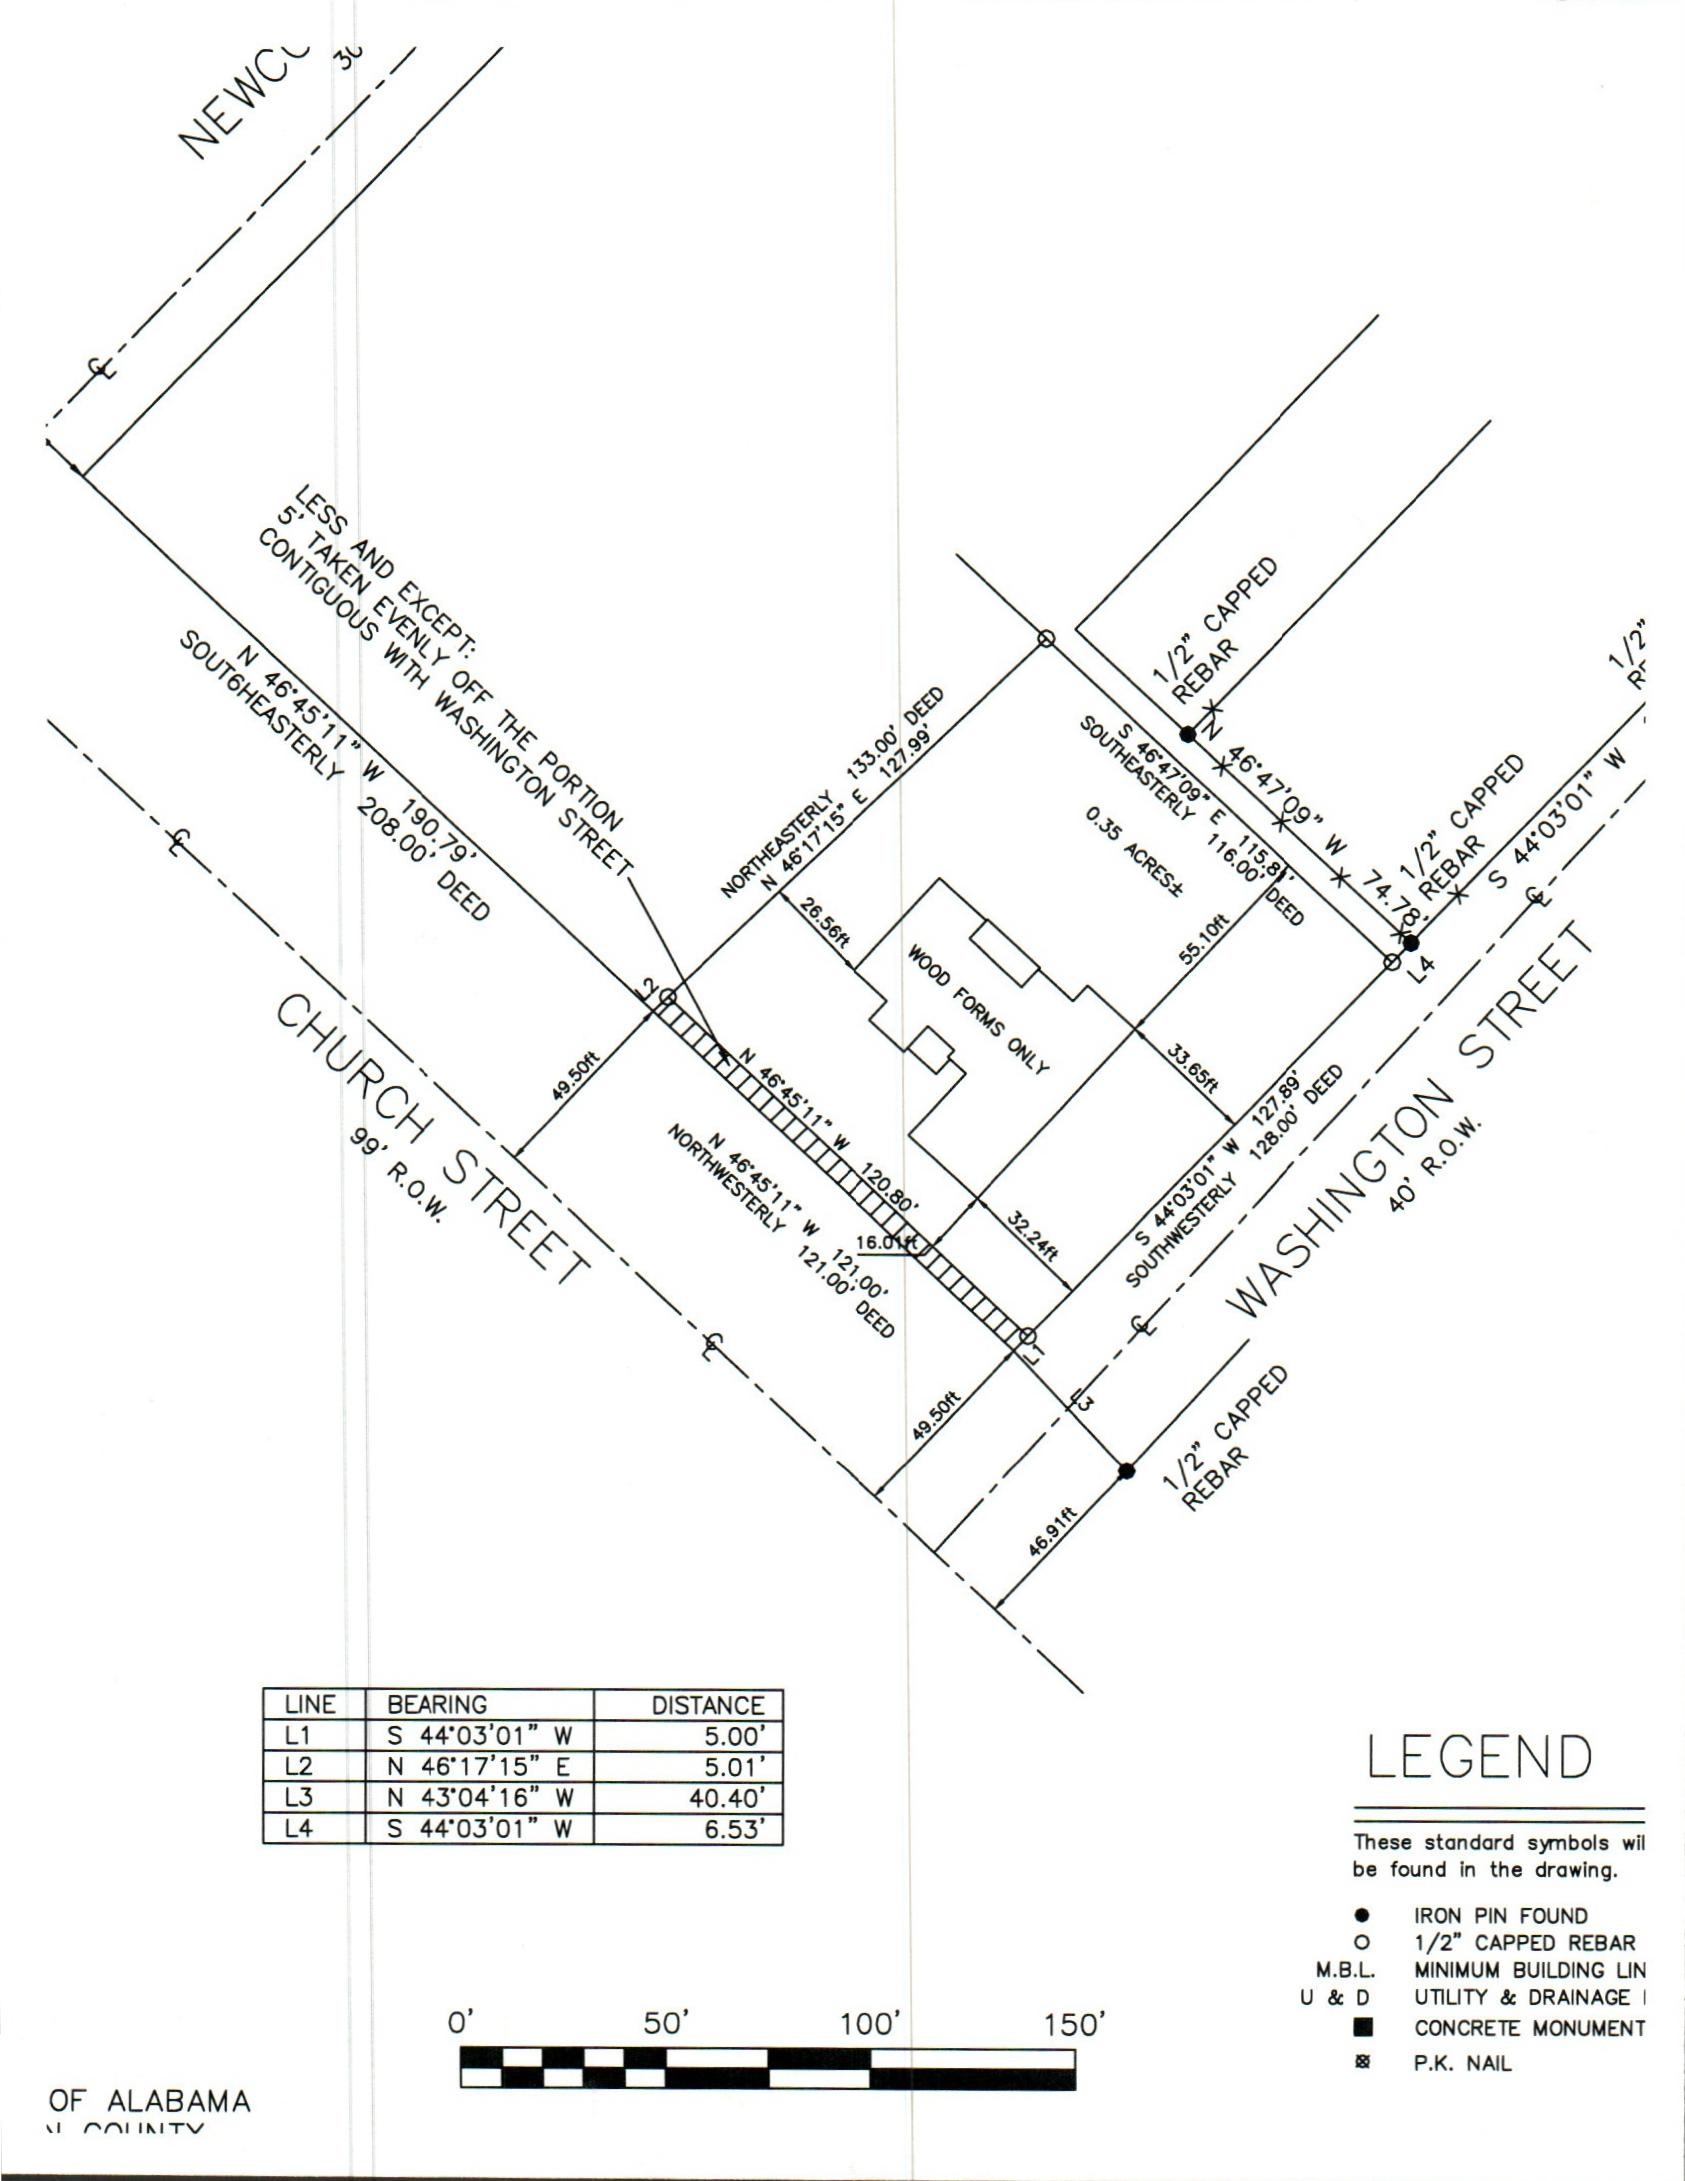 NEWCO
30
LESS AND EXCEPT:
5' TAKEN EVENLY OFF THE PORTION
CONTIGUOUS WITH WASHINGTON STREET
N 46°45'11" W 190.79'
SOUT6HEASTERLY 208.00' DEED
NORTHEASTERLY 133.00' DEED
N 46°17'15" E 127.99'
1/2" CAPPED
REBAR
N 46°47'09" W 74.78'
S 46°47'09" E 115.81'
SOUTHEASTERLY 116.00' DEED
0.35 ACRES±
1/2" CAPPED
REBAR
1/2"
S 44°03'01" W
L4
26.56ft
WOOD FORMS ONLY
55.10ft
33.65ft
L2
49.50ft
N 46°45'11" W 120.80'
N 46°45'11" W 121.00'
NORTHWESTERLY 121.00' DEED
16.01ft
32.24ft
S 44°03'01" W 127.89'
SOUTHWESTERLY 128.00' DEED
CHURCH STREET
99' R.O.W.
WASHINGTON STREET
40' R.O.W.
L1
L3
49.50ft
46.91ft
1/2" CAPPED
REBAR
LINE BEARING DISTANCE
L1 S 44°03'01" W 5.00'
L2 N 46°17'15" E 5.01'
L3 N 43°04'16" W 40.40'
L4 S 44°03'01" W 6.53'
LEGEND
These standard symbols wil
be found in the drawing.
IRON PIN FOUND
1/2" CAPPED REBAR
M.B.L. MINIMUM BUILDING LIN
U & D UTILITY & DRAINAGE
CONCRETE MONUMENT
P.K. NAIL
0' 50' 100' 150'
OF ALABAMA
COUNTY